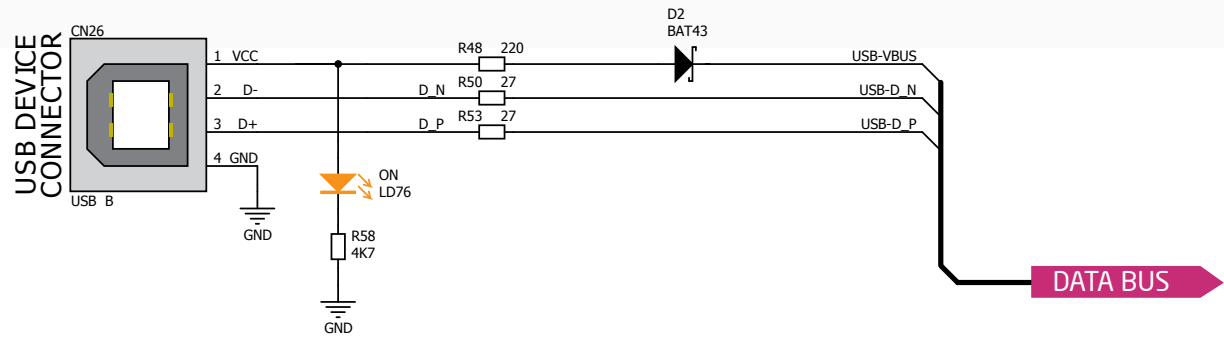 USB DEVICE
CONNECTOR
CN26
USB B
1 VCC
2 D-
3 D+
4 GND
GND
D_N
D_P
R48 220
R50 27
R53 27
D2
BAT43
USB-VBUS
USB-D_N
USB-D_P
ON
LD76
R58
4K7
GND
DATA BUS